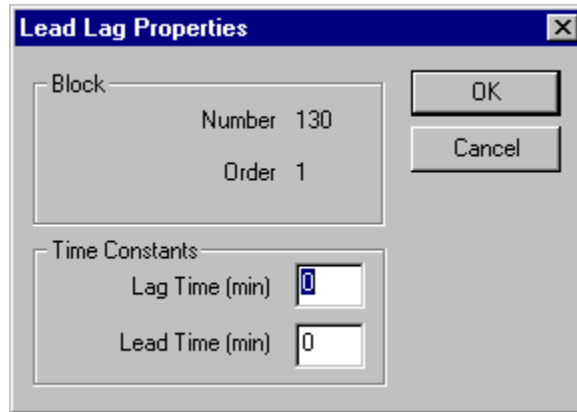 Lead Lag Properties
Block
Number 130
Order 1
OK
Cancel
Time Constants
Lag Time (min) 0
Lead Time (min) 0